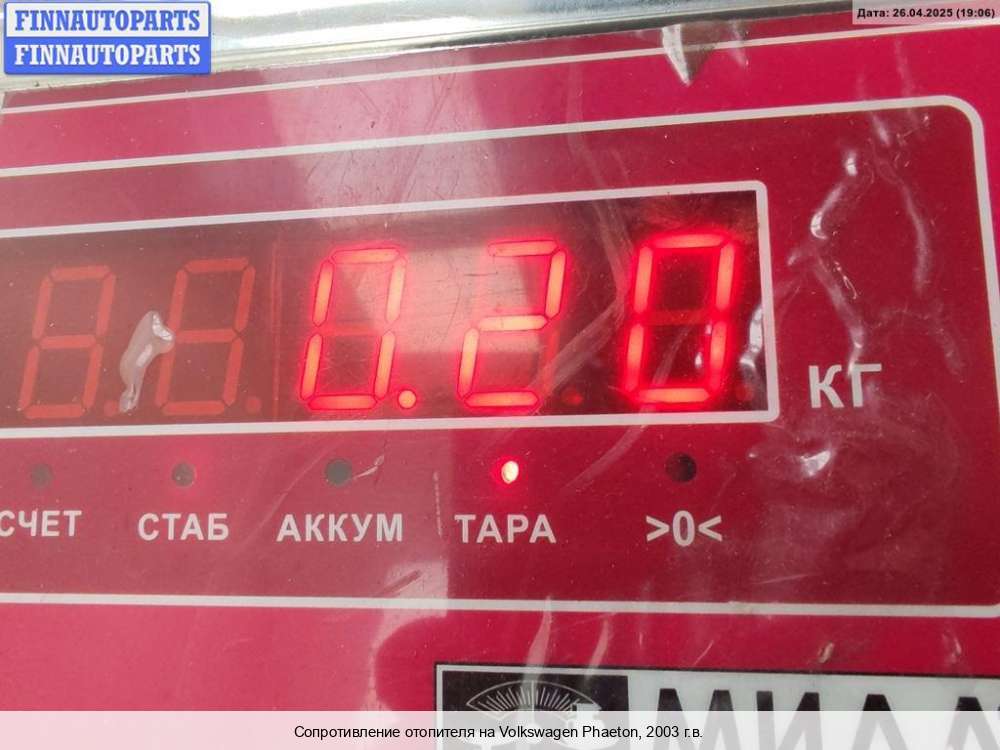 FINNAUTOPARTS
FINNAUTOPARTS
Дата: 26.04.2025 (19:06)
0.20
КГ
СЧЕТ СТАБ АККУМ ТАРА >0<
Сопротивление отопителя на Volkswagen Phaeton, 2003 г.в.